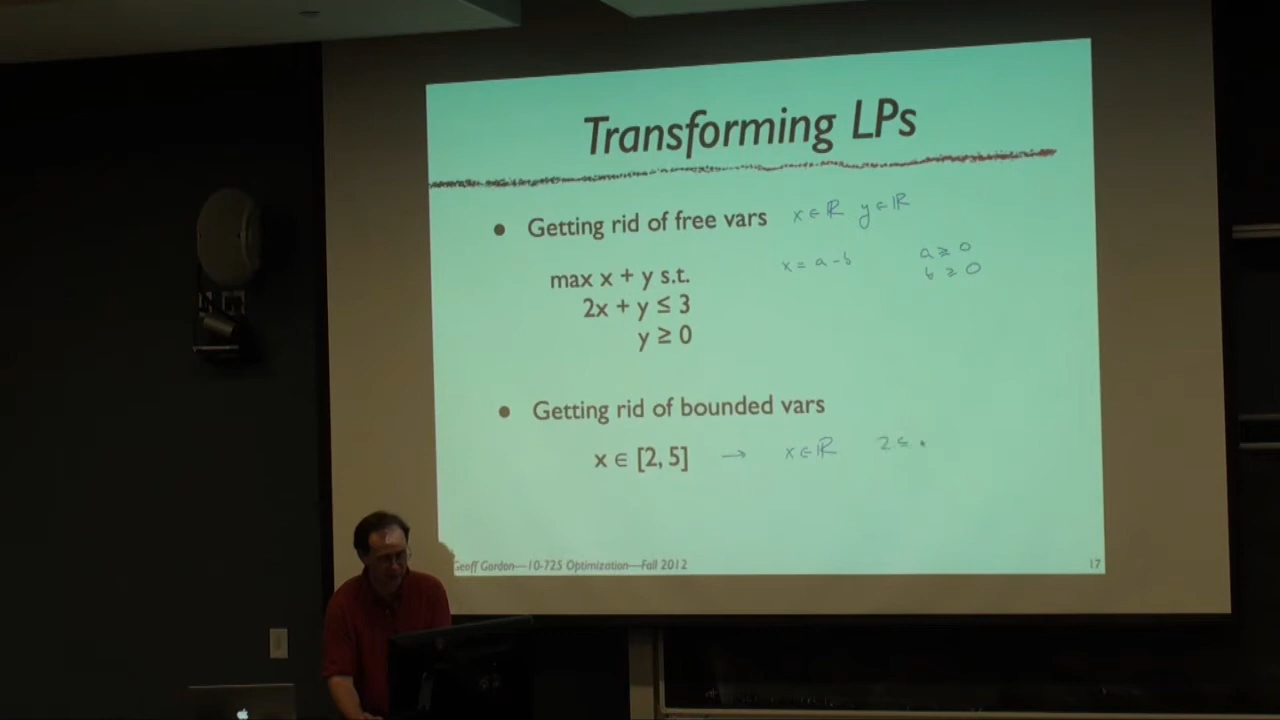 Transforming LPs
• Getting rid of free vars x ∈ ℝ y ∈ ℝ
max x + y s.t. x = a - b a ≥ 0
2x + y ≤ 3 b ≥ 0
y ≥ 0
• Getting rid of bounded vars
x ∈ [2, 5] → x ∈ ℝ 2 ≤
Geoff Gordon—10-725 Optimization—Fall 2012 17